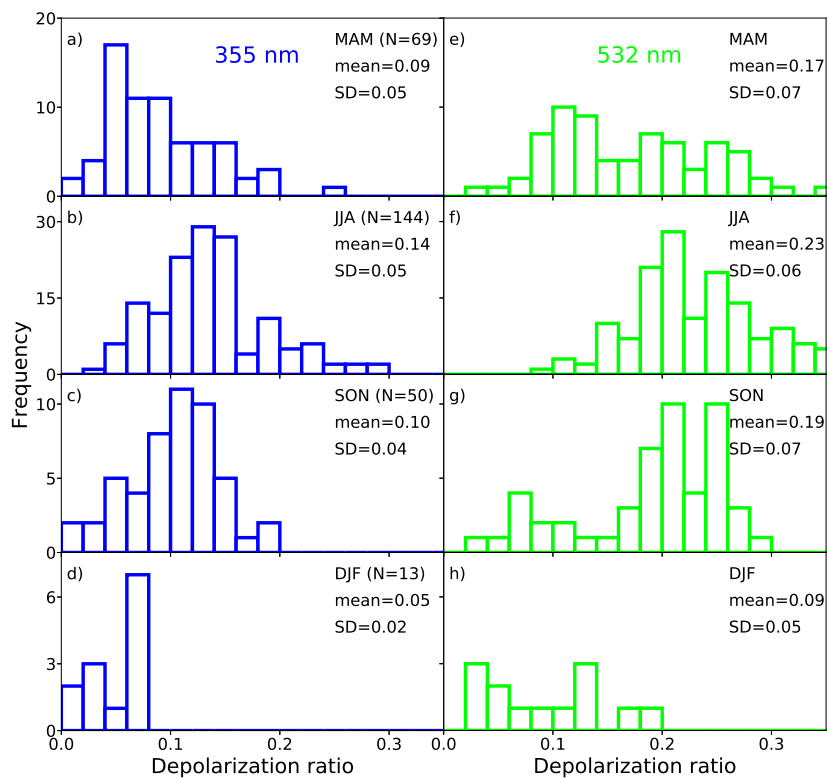 20
a)
355 nm
MAM (N=69)
mean=0.09
SD=0.05
10
0
e)
532 nm
MAM
mean=0.17
SD=0.07
30
b)
JJA (N=144)
mean=0.14
SD=0.05
15
0
f)
JJA
mean=0.23
SD=0.06
Frequency
10
c)
SON (N=50)
mean=0.10
SD=0.04
5
0
g)
SON
mean=0.19
SD=0.07
6
d)
DJF (N=13)
mean=0.05
SD=0.02
3
0
h)
DJF
mean=0.09
SD=0.05
0.0 0.1 0.2 0.3
0.0 0.1 0.2 0.3
Depolarization ratio
Depolarization ratio